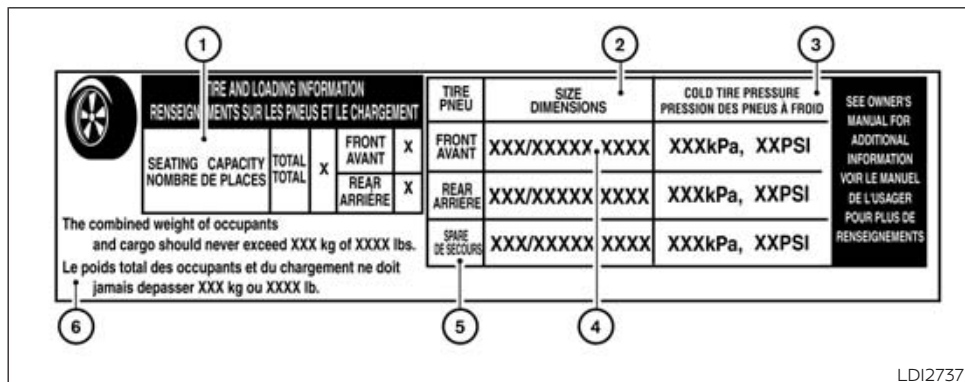 1
2
3
TIRE AND LOADING INFORMATION
RENSEIGNEMENTS SUR LES PNEUS ET LE CHARGEMENT
SEATING CAPACITY
NOMBRE DE PLACES
TOTAL
TOTAL
X
FRONT
AVANT
X
REAR
ARRIÈRE
X
The combined weight of occupants
and cargo should never exceed XXX kg of XXXX lbs.
Le poids total des occupants et du chargement ne doit
jamais depasser XXX kg ou XXXX lb.
TIRE
PNEU
SIZE
DIMENSIONS
COLD TIRE PRESSURE
PRESSION DES PNEUS À FROID
FRONT
AVANT
XXX/XXXXX XXXX
XXXkPa, XXPSI
REAR
ARRIÈRE
XXX/XXXXX XXXX
XXXkPa, XXPSI
SPARE
DE SECOURS
XXX/XXXXX XXXX
XXXkPa, XXPSI
SEE OWNER'S
MANUAL FOR
ADDITIONAL
INFORMATION
VOIR LE MANUEL
DE L'USAGER
POUR PLUS DE
RENSEIGNEMENTS
6
5
4
LDI2737